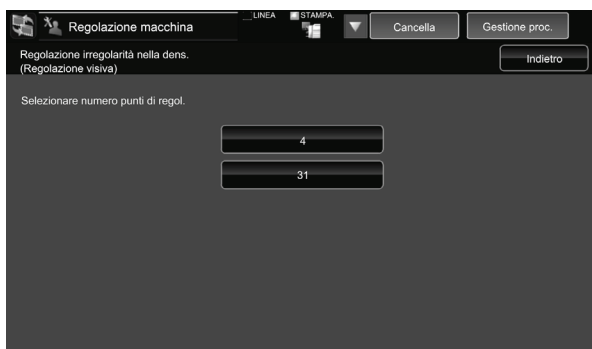 Regolazione macchina
LINEA
STAMPA.
Cancella
Gestione proc.
Regolazione irregolarità nella dens.
(Regolazione visiva)
Indietro
Selezionare numero punti di regol.
4
31